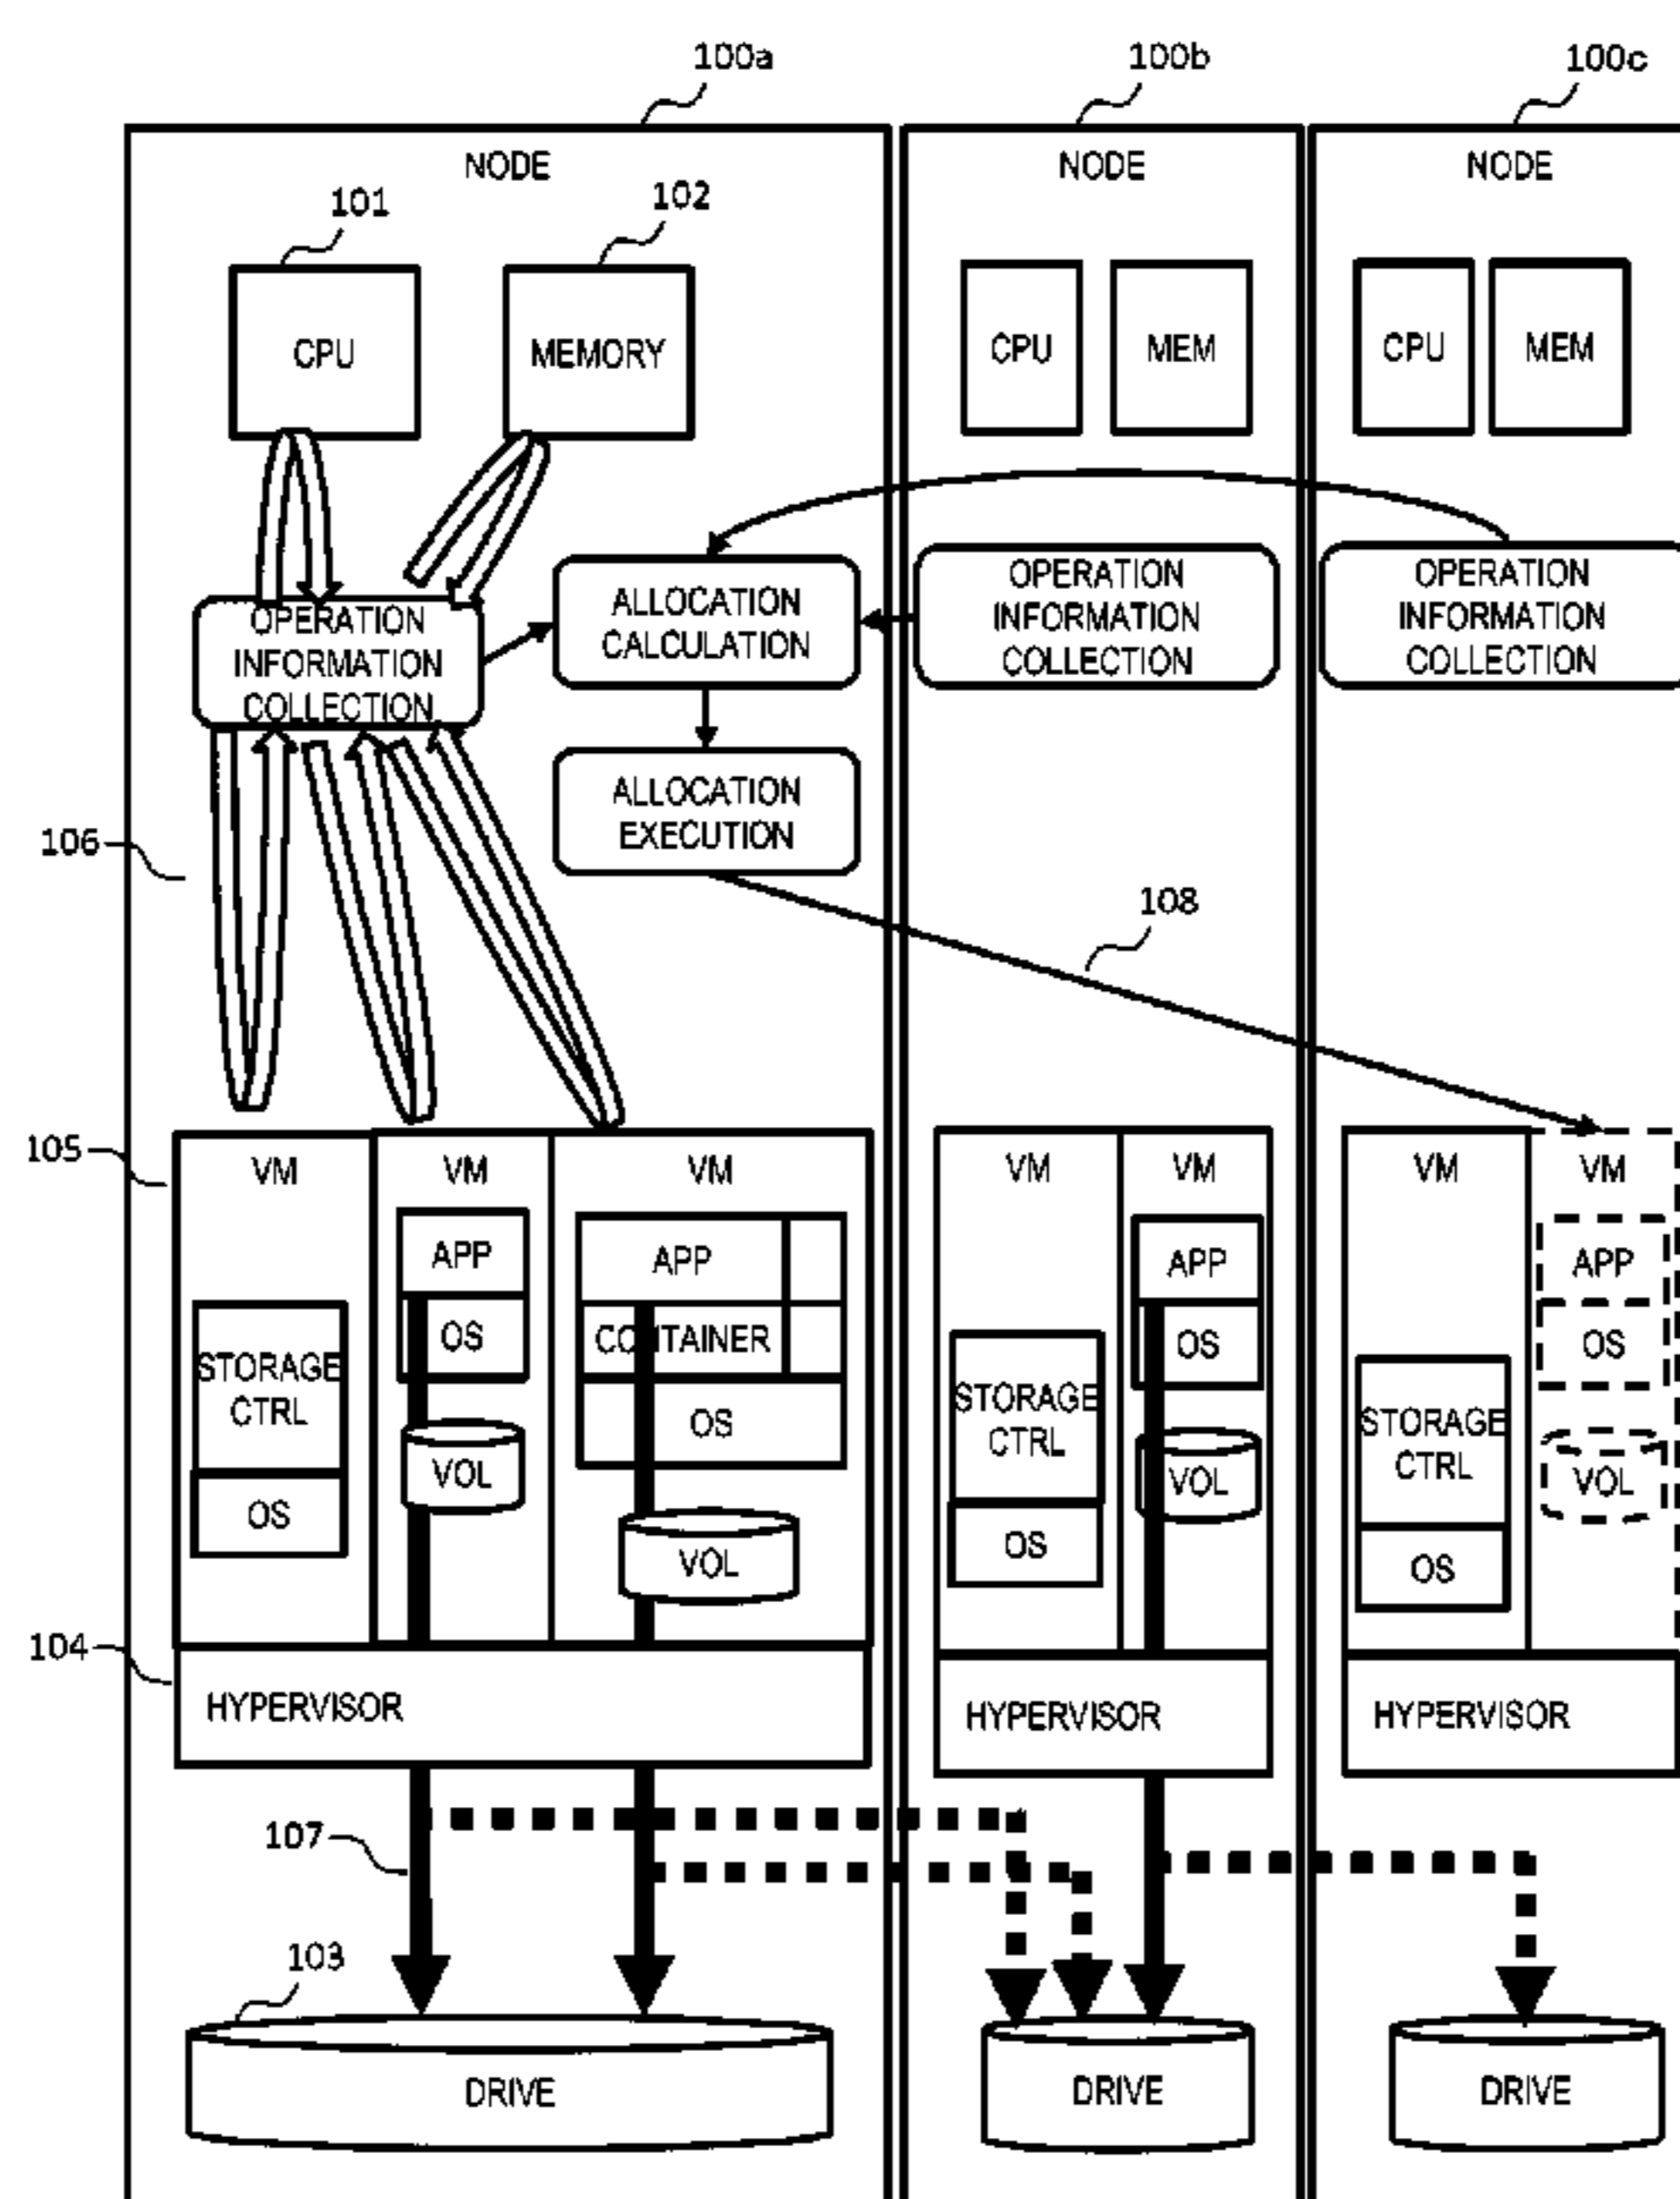 100a
100b
100c
NODE
NODE
NODE
101
102
CPU
MEMORY
CPU
MEM
CPU
MEM
OPERATION
INFORMATION
COLLECTION
ALLOCATION
CALCULATION
OPERATION
INFORMATION
COLLECTION
OPERATION
INFORMATION
COLLECTION
ALLOCATION
EXECUTION
106
108
105
VM
VM
VM
VM
VM
VM
VM
STORAGE
CTRL
OS
APP
OS
VOL
APP
CONTAINER
OS
VOL
STORAGE
CTRL
OS
APP
OS
VOL
STORAGE
CTRL
OS
APP
OS
VOL
104
HYPERVISOR
HYPERVISOR
HYPERVISOR
107
103
DRIVE
DRIVE
DRIVE